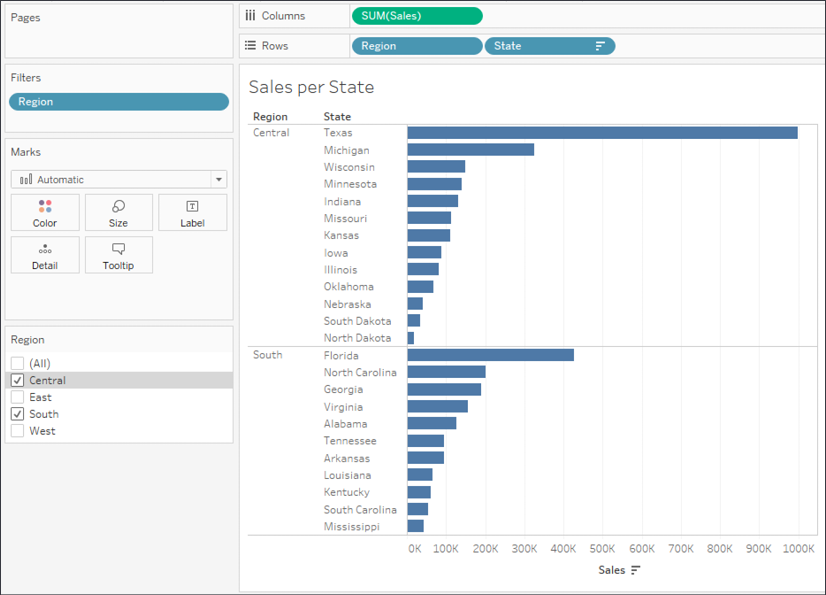 Pages
Columns
SUM(Sales)
Rows
Region
State
Filters
Region
Marks
Automatic
Color
Size
Label
Detail
Tooltip
Region
(All)
Central
East
South
West
Sales per State
Region
State
Central
Texas
Michigan
Wisconsin
Minnesota
Indiana
Missouri
Kansas
Iowa
Illinois
Oklahoma
Nebraska
South Dakota
North Dakota
South
Florida
North Carolina
Georgia
Virginia
Alabama
Tennessee
Arkansas
Louisiana
Kentucky
South Carolina
Mississippi
0K 100K 200K 300K 400K 500K 600K 700K 800K 900K 1000K
Sales